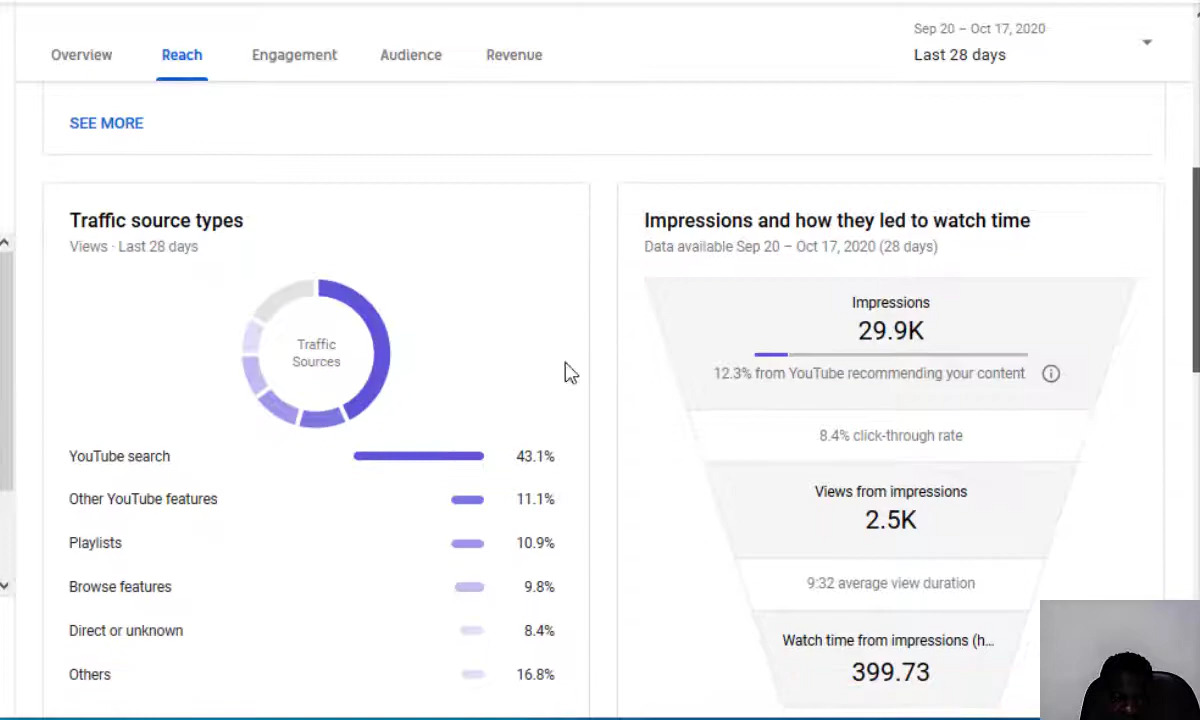 Sep 20 – Oct 17, 2020
Overview Reach Engagement Audience Revenue Last 28 days
SEE MORE
Traffic source types
Views · Last 28 days
Traffic
Sources
YouTube search 43.1%
Other YouTube features 11.1%
Playlists 10.9%
Browse features 9.8%
Direct or unknown 8.4%
Others 16.8%
Impressions and how they led to watch time
Data available Sep 20 – Oct 17, 2020 (28 days)
Impressions
29.9K
12.3% from YouTube recommending your content
8.4% click-through rate
Views from impressions
2.5K
9:32 average view duration
Watch time from impressions (h...
399.73